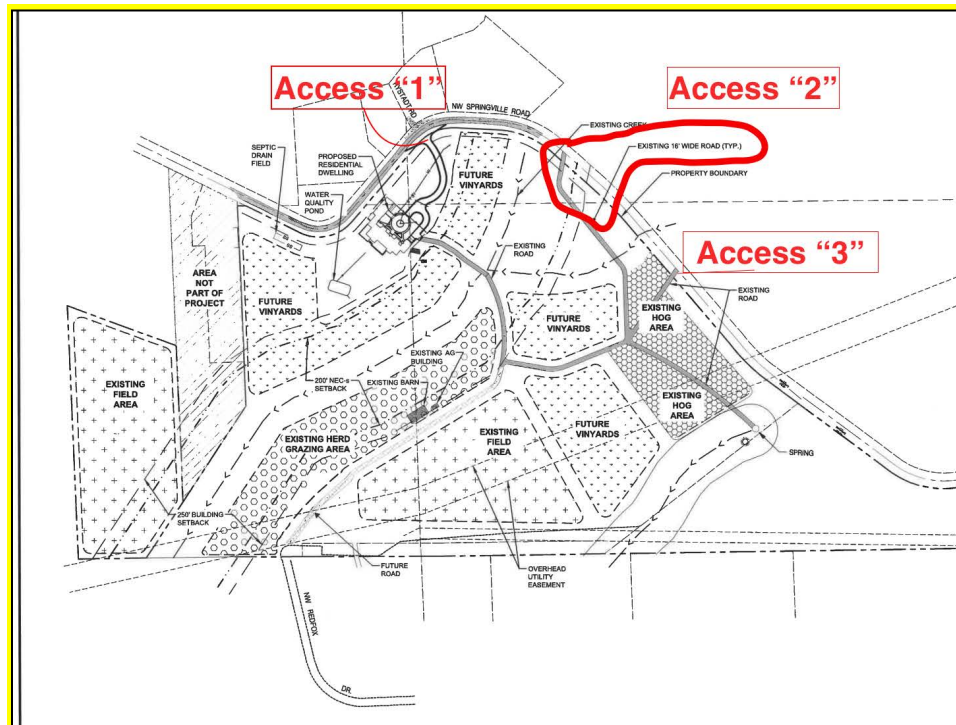 Access "1"
Access "2"
RYSTADT RD
NW SPRINGVILLE ROAD
EXISTING CREEK
EXISTING 16' WIDE ROAD (TYP.)
PROPERTY BOUNDARY
SEPTIC
DRAIN
FIELD
PROPOSED
RESIDENTIAL
DWELLING
WATER
QUALITY
POND
FUTURE
VINYARDS
Access "3"
EXISTING
ROAD
EXISTING
ROAD
AREA
NOT
PART OF
PROJECT
FUTURE
VINYARDS
FUTURE
VINYARDS
EXISTING
HOG
AREA
EXISTING
FIELD
AREA
200' NEC-s
SETBACK
EXISTING AG
BUILDING
EXISTING BARN
EXISTING
HOG AREA
EXISTING HERD
GRAZING AREA
EXISTING
FIELD
AREA
FUTURE
VINYARDS
SPRING
250' BUILDING
SETBACK
FUTURE
ROAD
OVERHEAD
UTILITY
EASEMENT
NW REDFOX
DR.